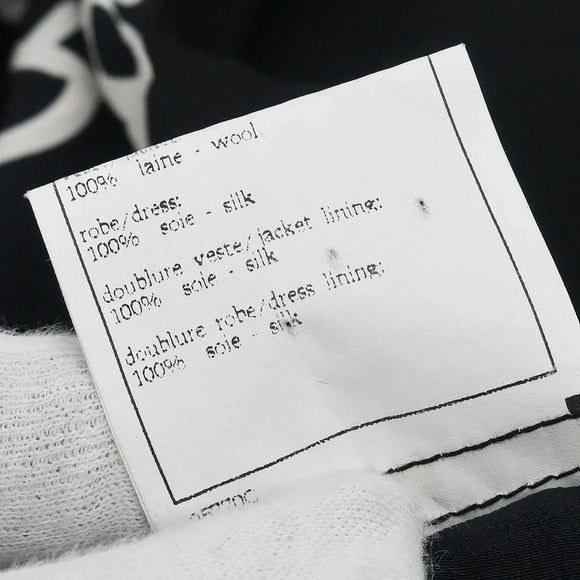 100% laine - wool
robe/dress:
100% soie - silk
doublure veste/jacket lining:
100% soie - silk
doublure robe/dress lining:
100% soie - silk